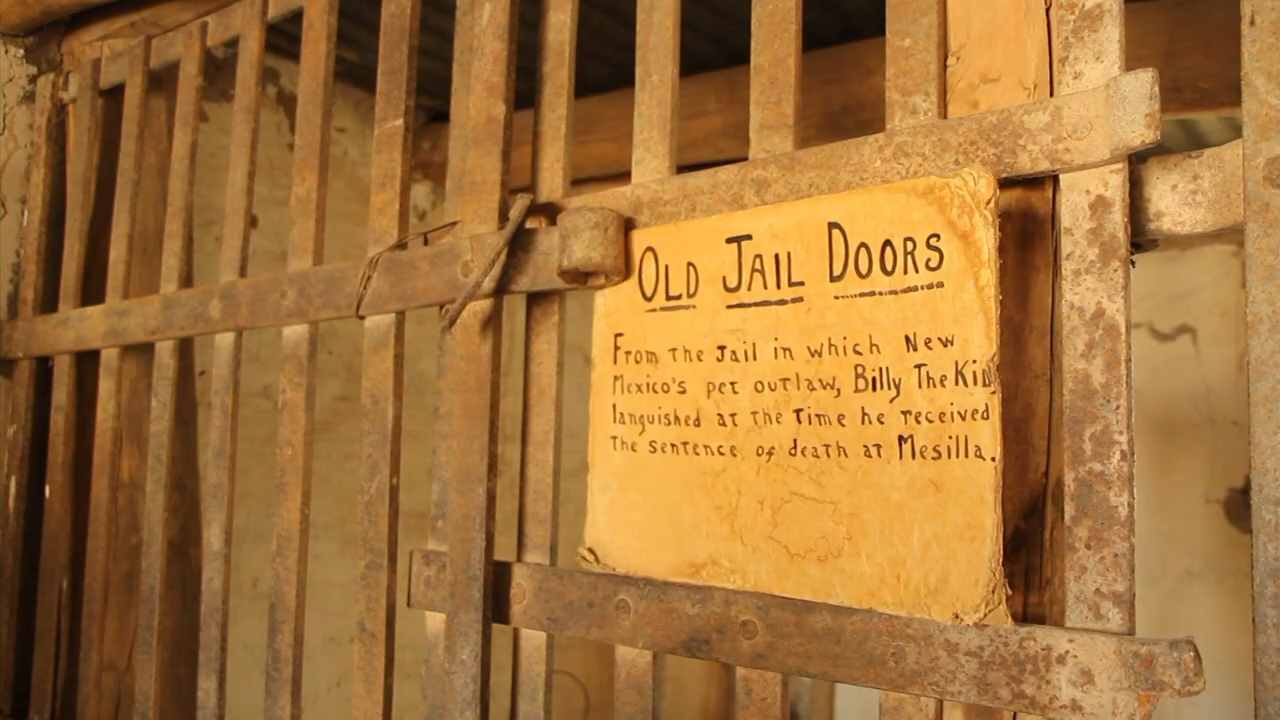 OLD JAIL DOORS
From the Jail in which New
Mexico's pet outlaw, Billy The Kid
languished at the Time he received
The sentence of death at Mesilla.